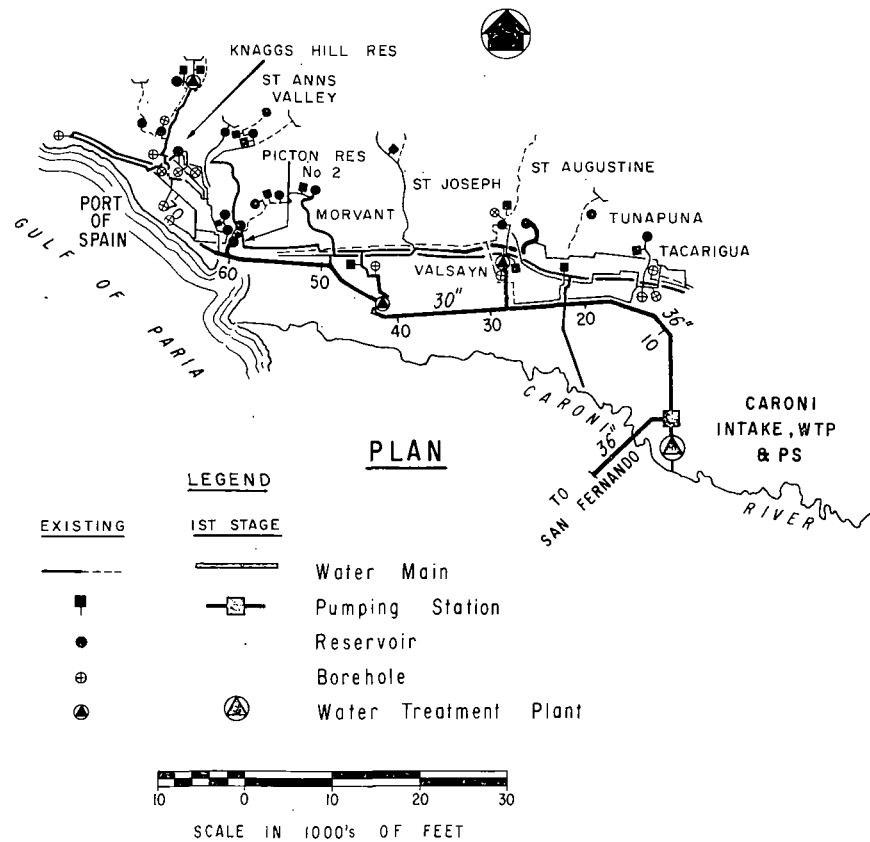 KNAGGS HILL RES
ST ANNS
VALLEY
PICTON RES
No 2
ST JOSEPH
ST AUGUSTINE
MORVANT
TUNAPUNA
TACARIGUA
VALSAYN
PORT
OF
SPAIN
GULF OF PARIA
70
60
50
40
30
20
10
30"
36"
CARONI RIVER
36"
TO
SAN FERNANDO
CARONI
INTAKE, WTP
& PS
PLAN
LEGEND
EXISTING
1ST STAGE
Water Main
Pumping Station
Reservoir
Borehole
Water Treatment Plant
10 0 10 20 30
SCALE IN 1000's OF FEET